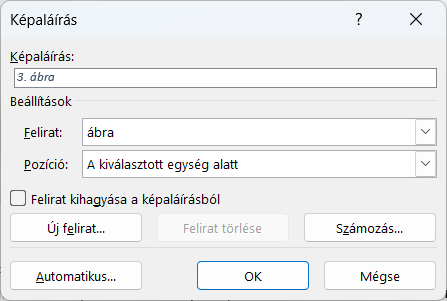 Képaláírás
Képaláírás:
3. ábra
Beállítások
Felirat: ábra
Pozíció: A kiválasztott egység alatt
Felirat kihagyása a képaláírásból
Új felirat... Felirat törlése Számozás...
Automatikus... OK Mégse